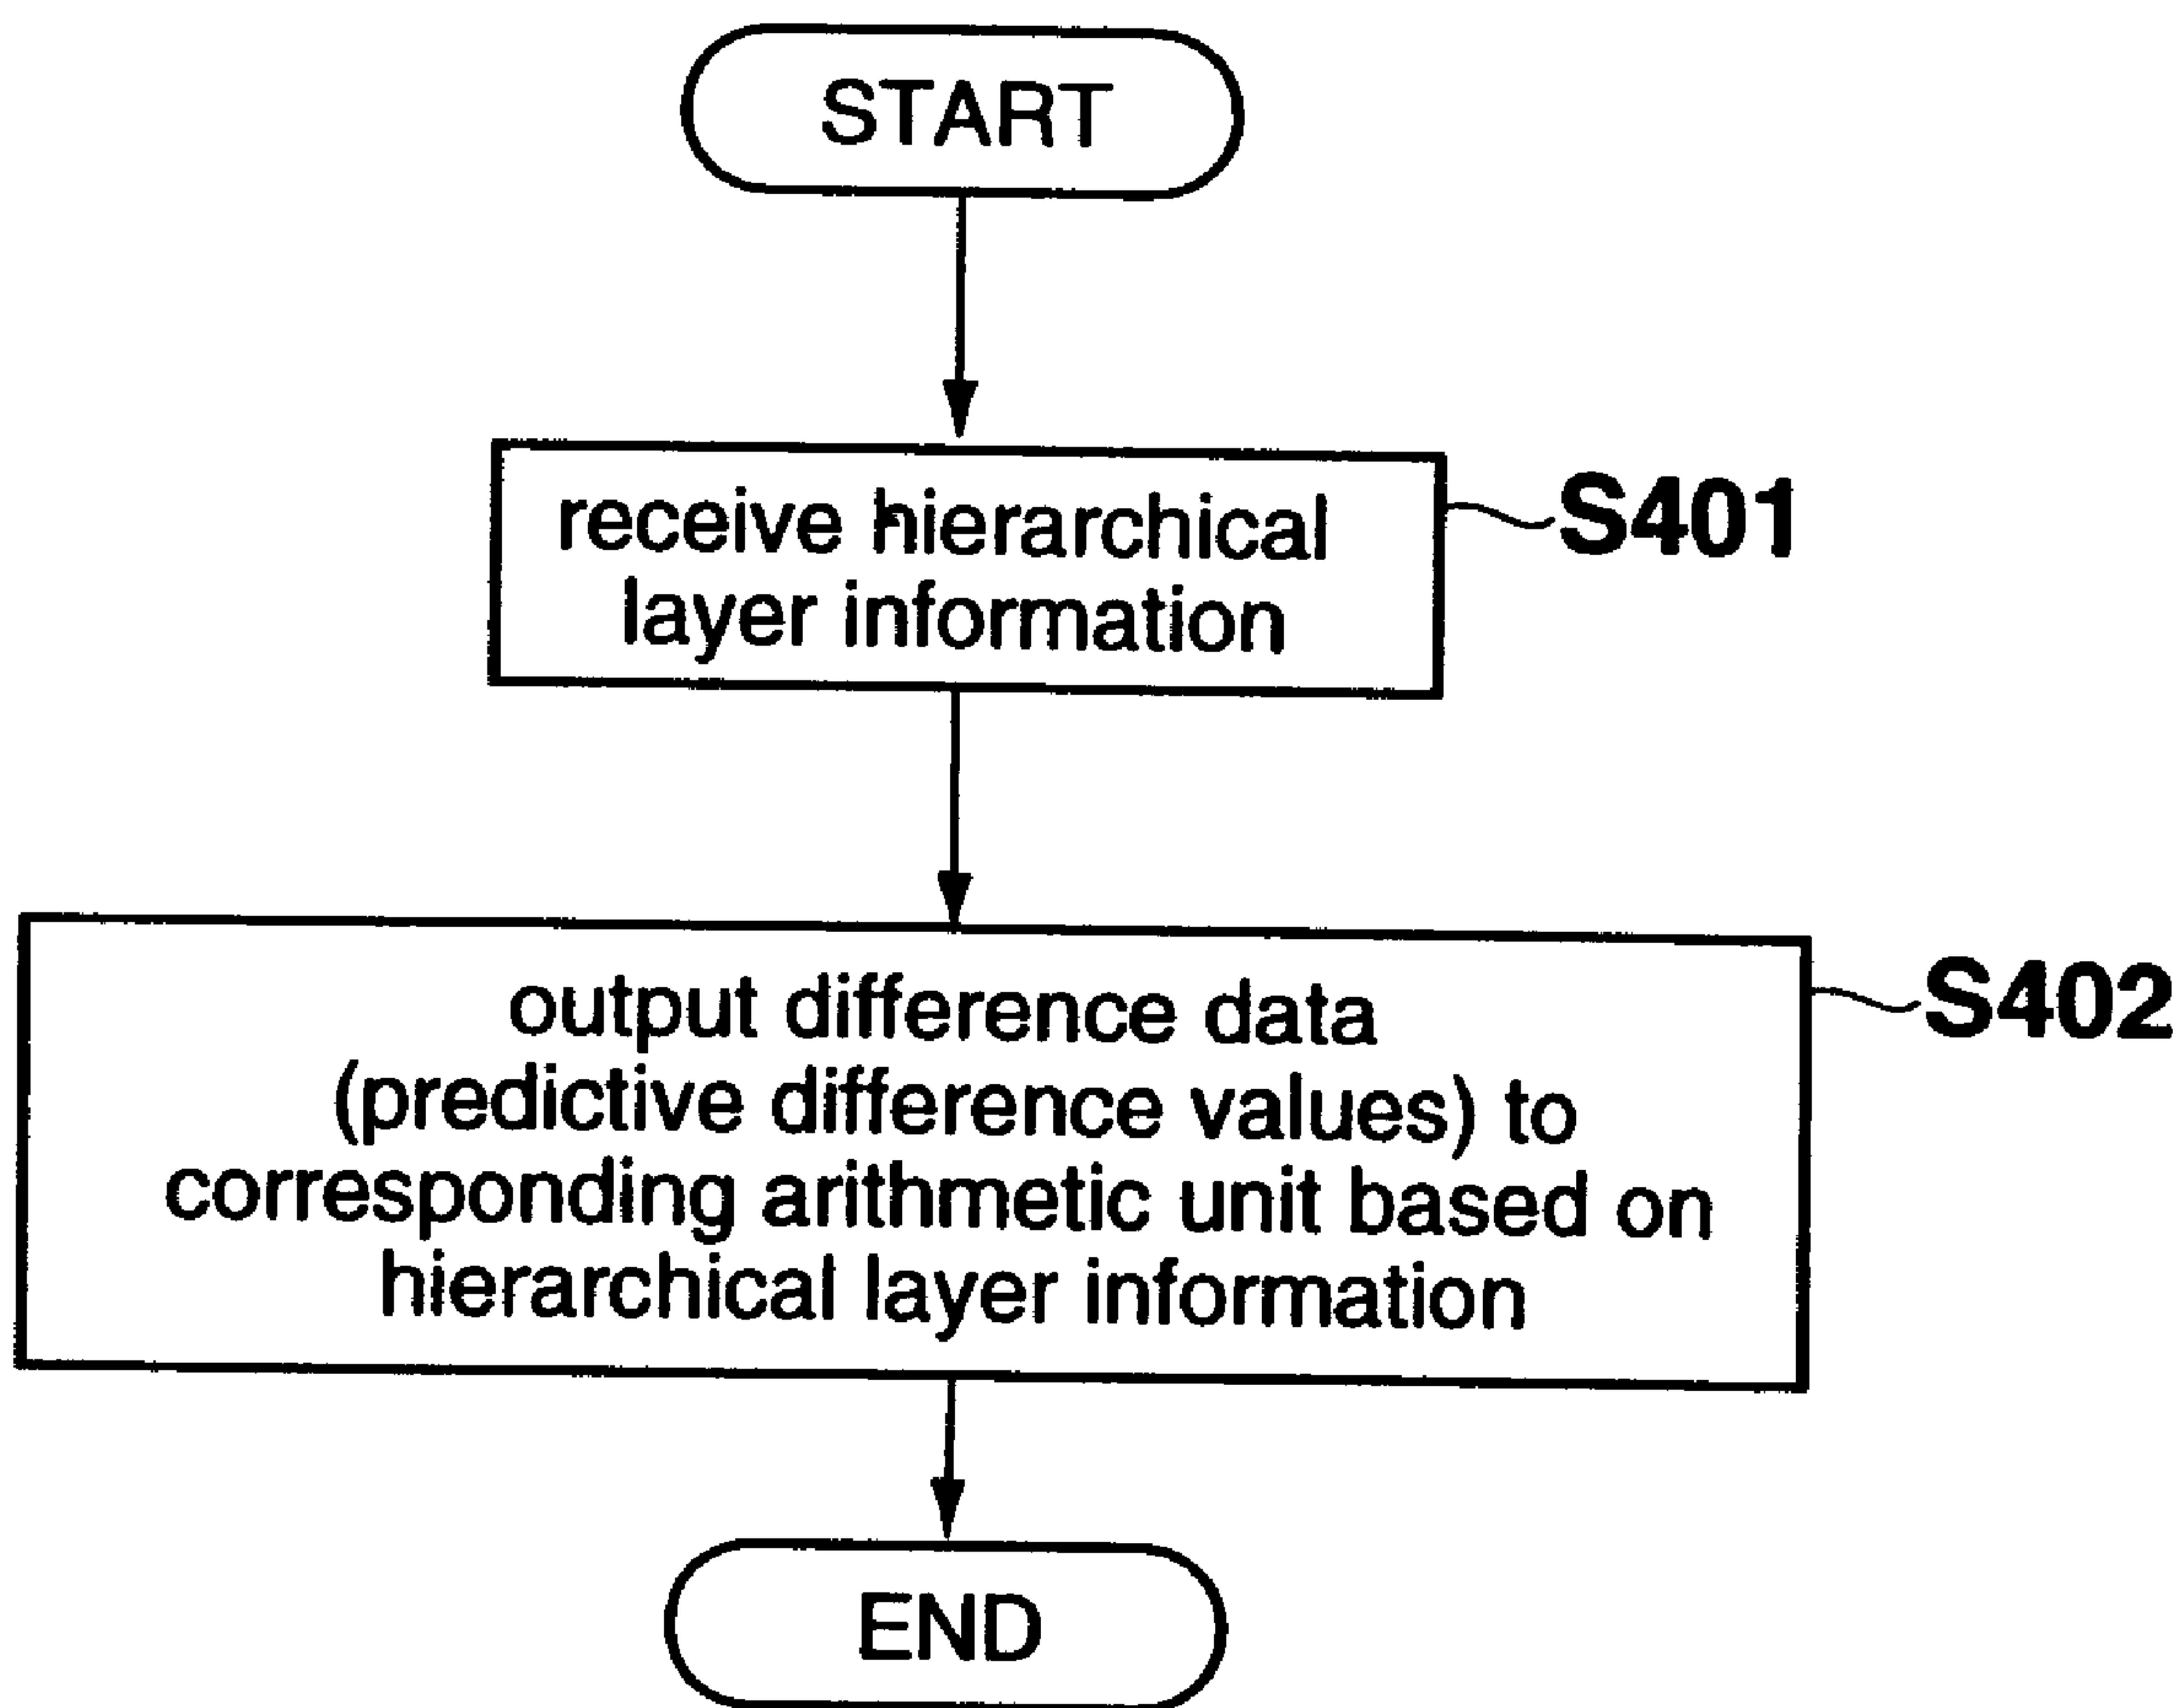 START
receive hierarchical
layer information
S401
output difference data
(predictive difference values) to
corresponding arithmetic unit based on
hierarchical layer information
S402
END